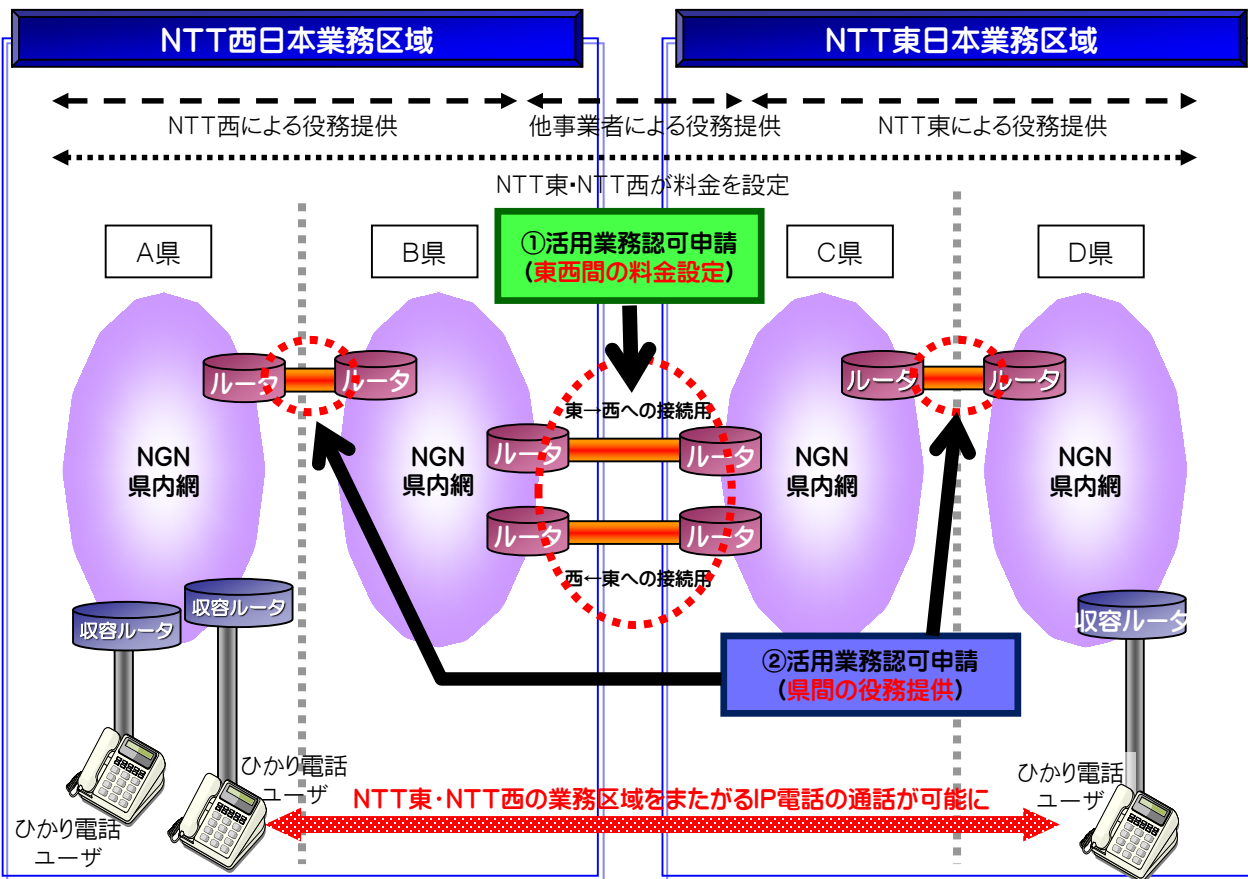 NTT西日本業務区域
NTT東日本業務区域
NTT西による役務提供
他事業者による役務提供
NTT東による役務提供
NTT東・NTT西が料金を設定
A県
B県
①活用業務認可申請
(東西間の料金設定)
C県
D県
ルータ
ルータ
ルータ
ルータ
東→西への接続用
NGN
県内網
NGN
県内網
ルータ
ルータ
NGN
県内網
NGN
県内網
ルータ
ルータ
西←東への接続用
収容ルータ
収容ルータ
収容ルータ
②活用業務認可申請
(県間の役務提供)
ひかり電話
ユーザ
ひかり電話
ユーザ
ひかり電話
ユーザ
NTT東・NTT西の業務区域をまたがるIP電話の通話が可能に